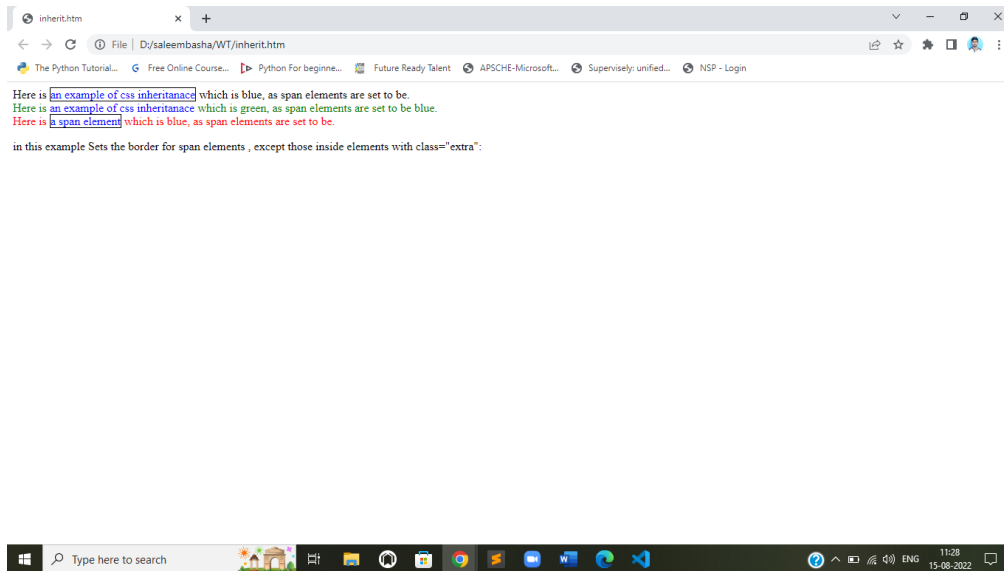 inherit.htm
File | D:/saleembasha/WT/inherit.htm
The Python Tutorial... Free Online Course... Python For beginne... Future Ready Talent APSCHE-Microsoft... Supervisely: unified... NSP - Login
Here is an example of css inheritanace which is blue, as span elements are set to be.
Here is an example of css inheritanace which is green, as span elements are set to be blue.
Here is a span element which is blue, as span elements are set to be.
in this example Sets the border for span elements , except those inside elements with class="extra":
Type here to search
ENG
11:28
15-08-2022